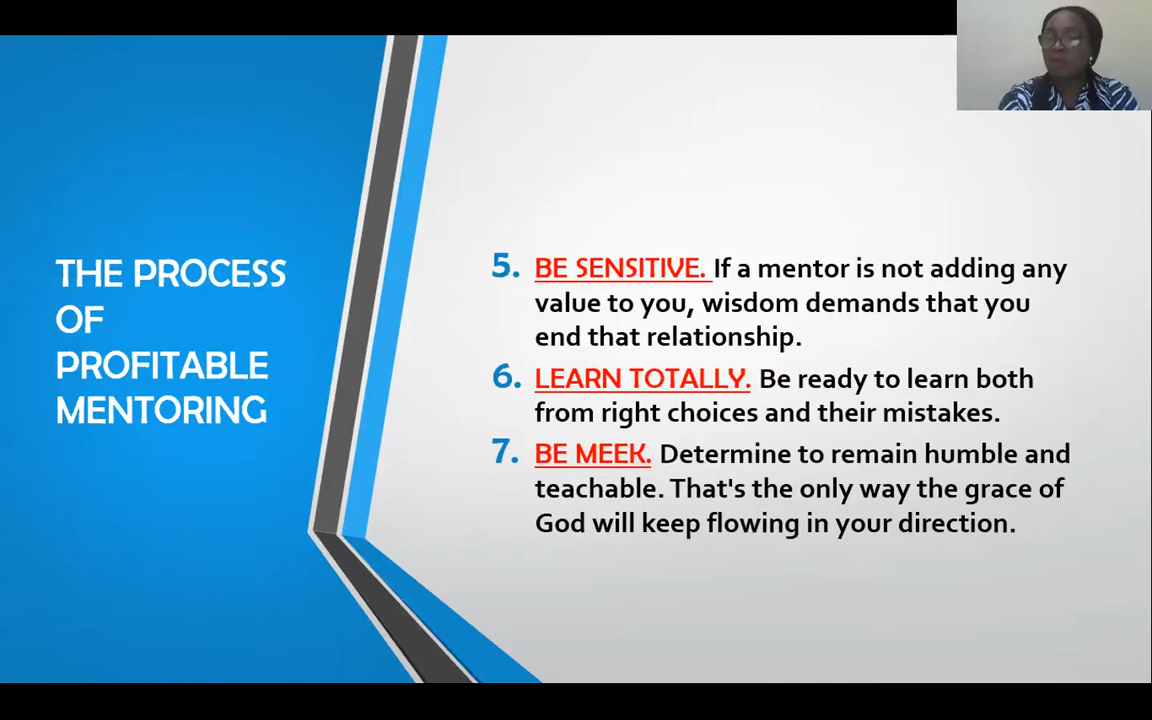 THE PROCESS
OF
PROFITABLE
MENTORING
5. BE SENSITIVE. If a mentor is not adding any
value to you, wisdom demands that you
end that relationship.
6. LEARN TOTALLY. Be ready to learn both
from right choices and their mistakes.
7. BE MEEK. Determine to remain humble and
teachable. That's the only way the grace of
God will keep flowing in your direction.